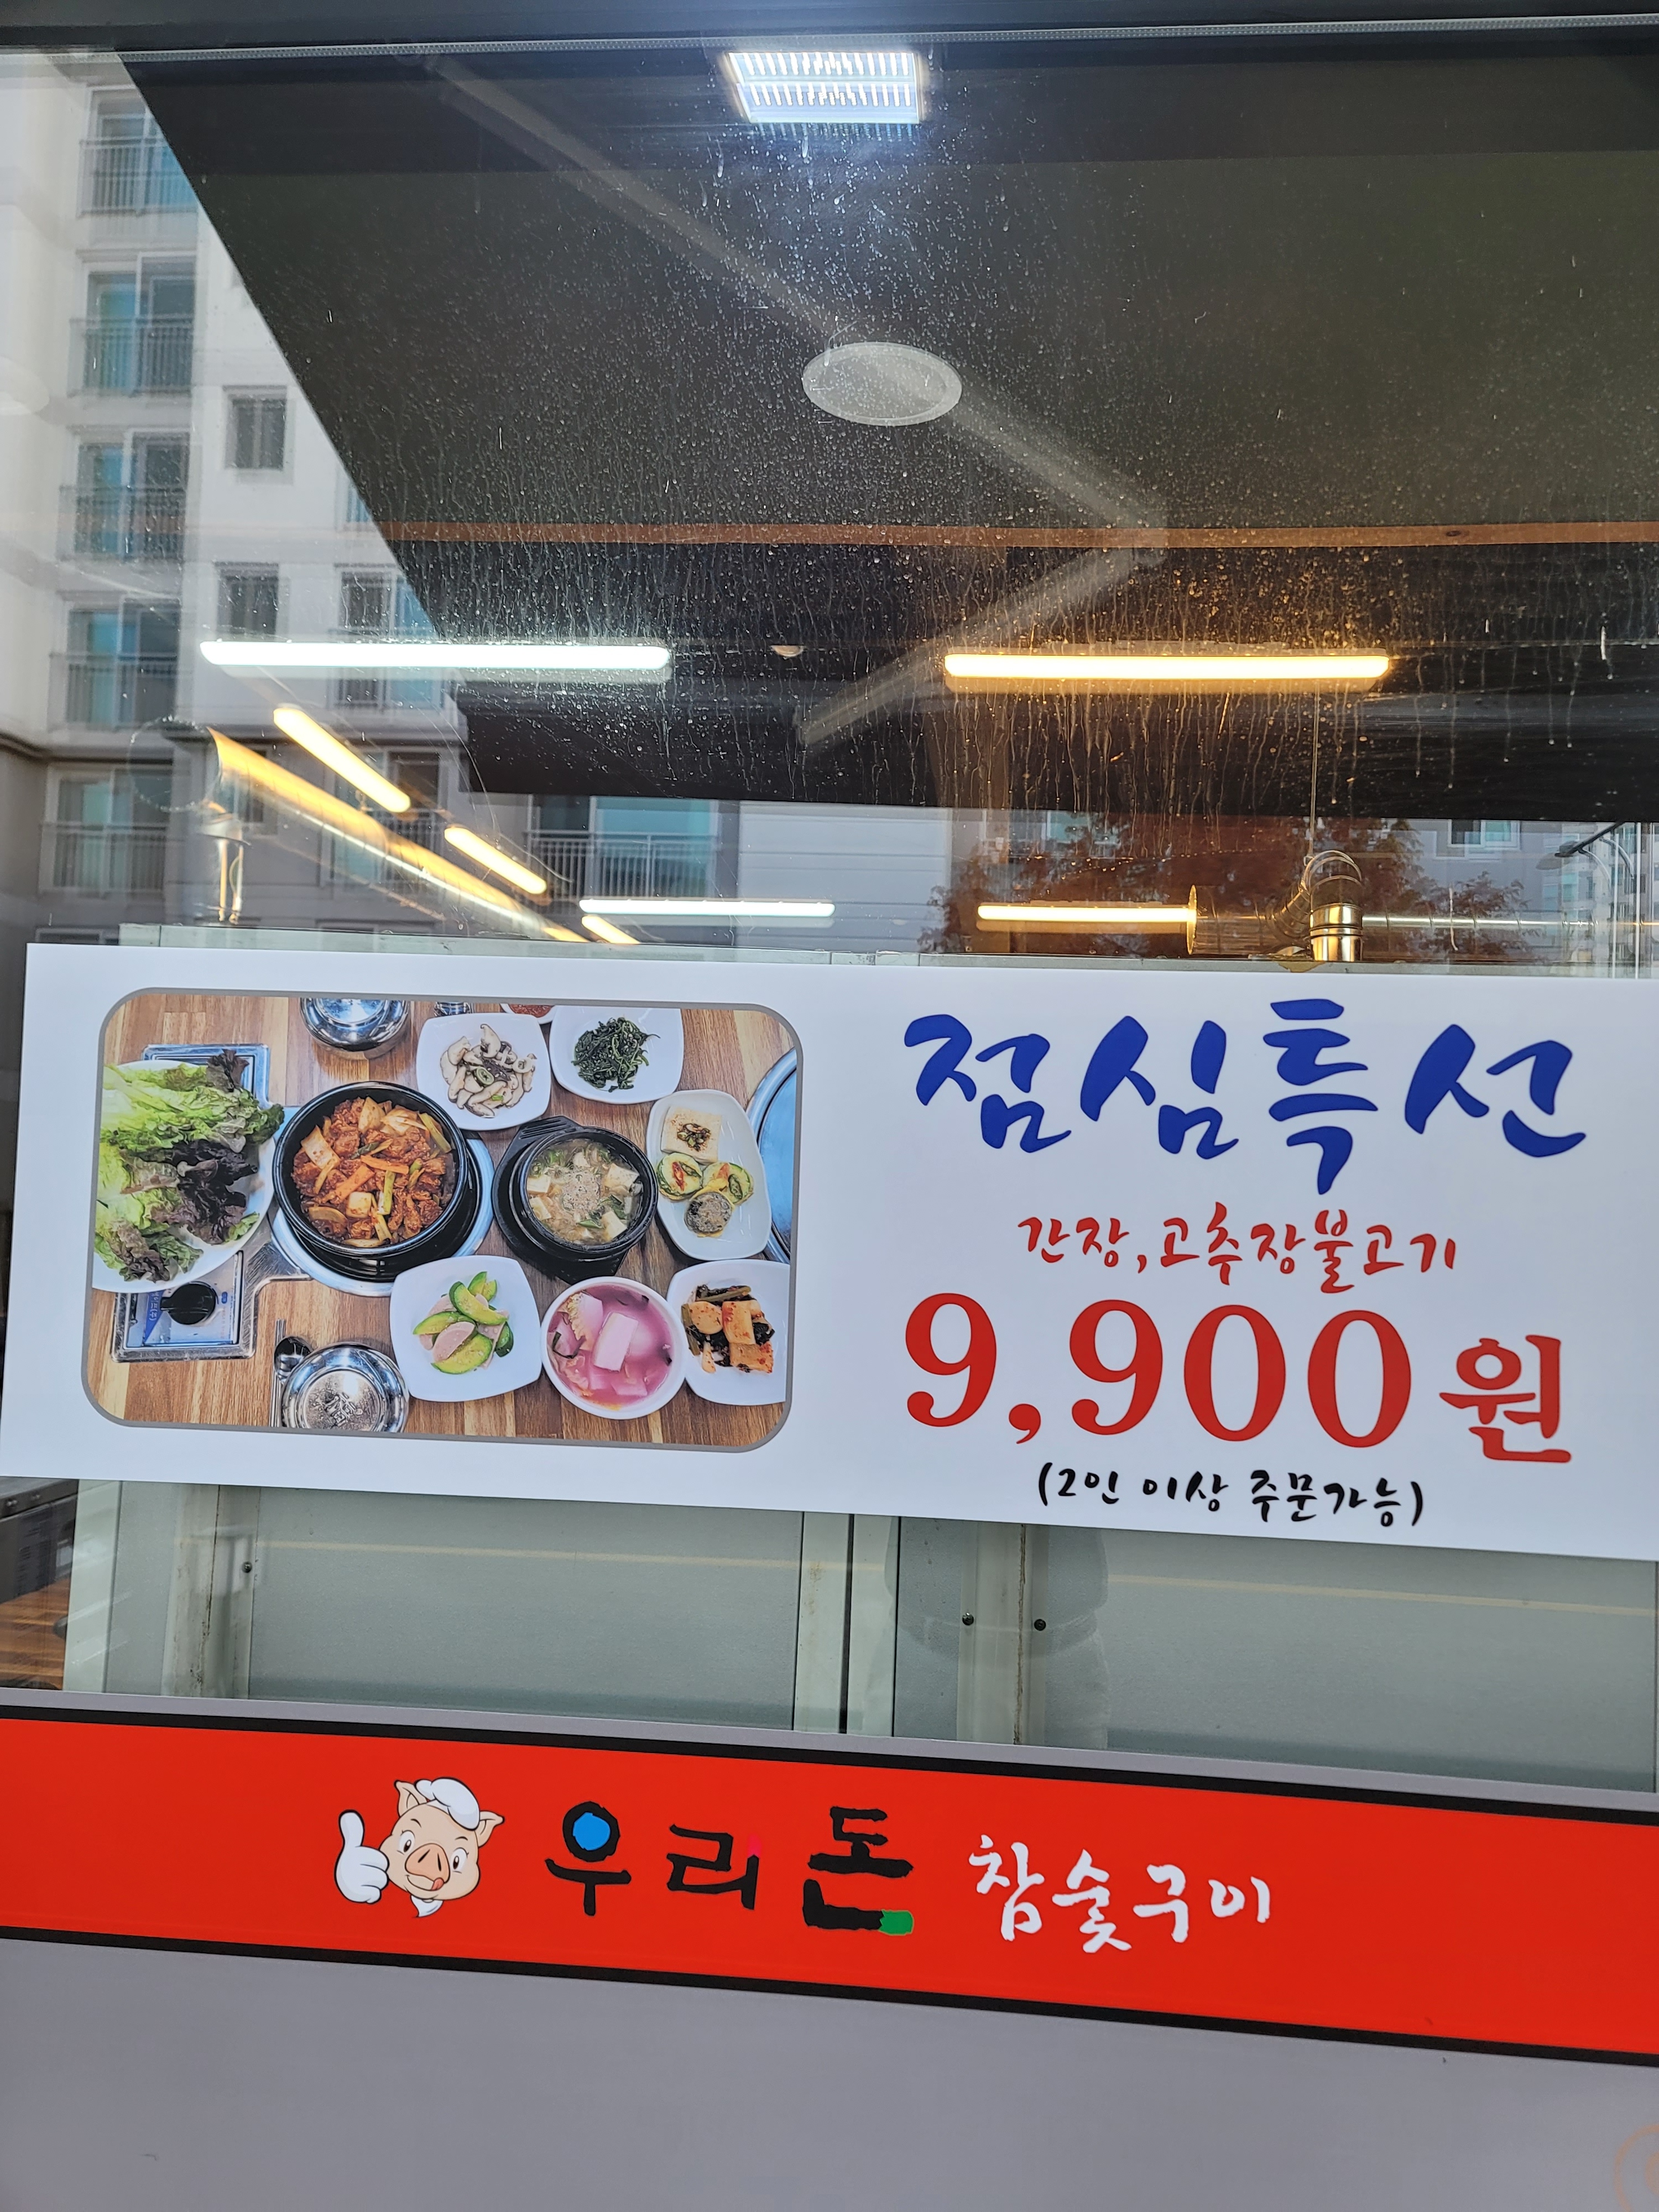 점심특선
간장,고추장불고기
9,900원
(2인 이상 주문가능)
우리돈 참숯구이